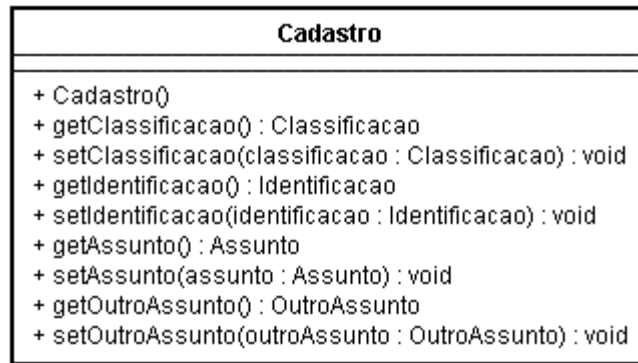 Cadastro
+ Cadastro()
+ getClassificacao() : Classificacao
+ setClassificacao(classificacao : Classificacao) : void
+ getIdentificacao() : Identificacao
+ setIdentificacao(identificacao : Identificacao) : void
+ getAssunto() : Assunto
+ setAssunto(assunto : Assunto) : void
+ getOutroAssunto() : OutroAssunto
+ setOutroAssunto(outroAssunto : OutroAssunto) : void